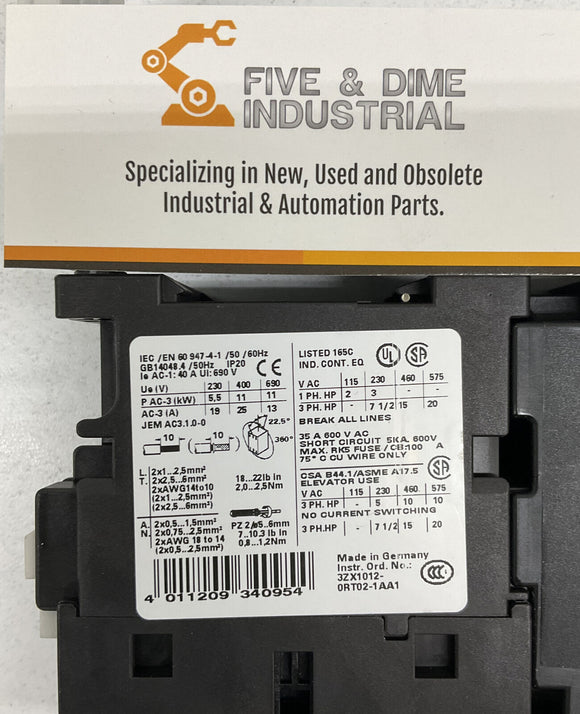 FIVE & DIME
INDUSTRIAL
Specializing in New, Used and Obsolete
Industrial & Automation Parts.
IEC /EN 60 947-4-1 /50 /60Hz
GB14048.4 /50Hz IP20 CE
Ie AC-1: 40 A Ui: 690 V
Ue (V) 230 400 690
P AC-3 (kW) 5,5 11 11
AC-3 (A) 19 25 13
JEM AC3.1.0-0
10 10 22,5°
360°
L. 2x1...2,5mm²
T. 2x2,5...6mm²
2xAWG14to10
(2x1...2,5mm²)
(2x2,5...6mm²)
18...22lb In
2,0...2,5Nm
A. 2x0,5...1,5mm²
N. 2x0,75...2,5mm²
2xAWG 18 to 14
(2x0,5...2,5mm²)
PZ 2/ 5...6mm
7...10.3 lb In
0,8...1,2Nm
4 011209 340954
LISTED 165C
IND. CONT. EQ UL SA
V AC 115 230 460 575
1 PH. HP 2 3
3 PH. HP - 7 1/2 15 20
BREAK ALL LINES
35 A 600 V AC
SHORT CIRCUIT 5KA, 600V
MAX. RK5 FUSE / CB:100 A
75° C U WIRE ONLY
CSA B44.1/ASME A17.5
ELEVATOR USE SA
V AC 115 230 460 575
3 PH.HP - 5 10 10
NO CURRENT SWITCHING
3 PH.HP - 7 1/2 15 20
Made in Germany
Instr. Ord. No.:
3ZX1012-
0RT02-1AA1
CCC